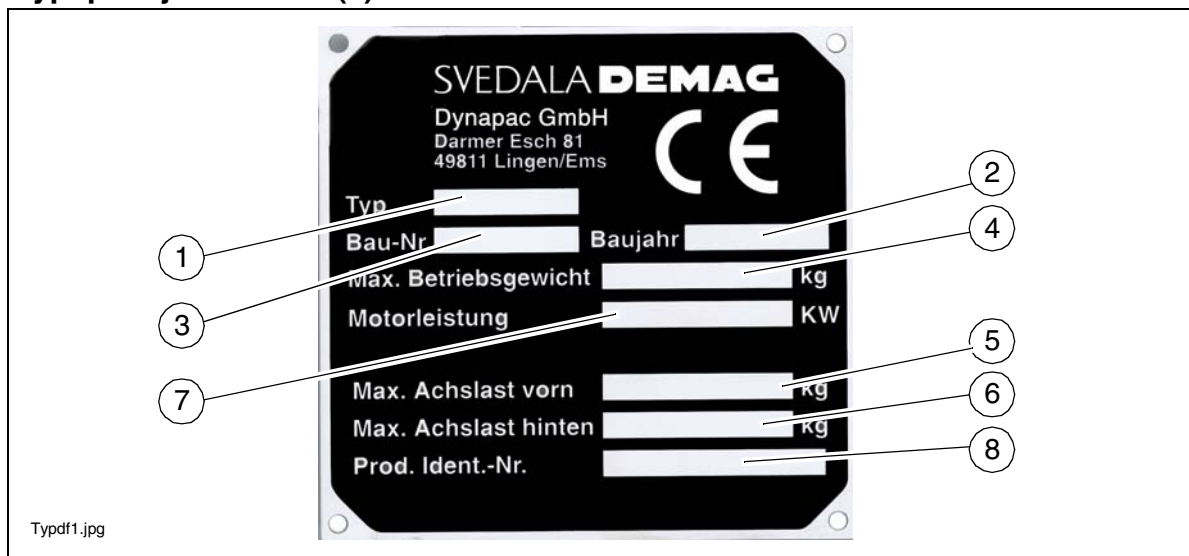 SVEDALA DEMAG
Dynapac GmbH
Darmer Esch 81
49811 Lingen/Ems
CE
2
Typ
1
Bau-Nr Baujahr
4
3
Max. Betriebsgewicht kg
Motorleistung KW
5
7
Max. Achslast vorn kg
6
Max. Achslast hinten kg
8
Prod. Ident.-Nr.
Typdf1.jpg